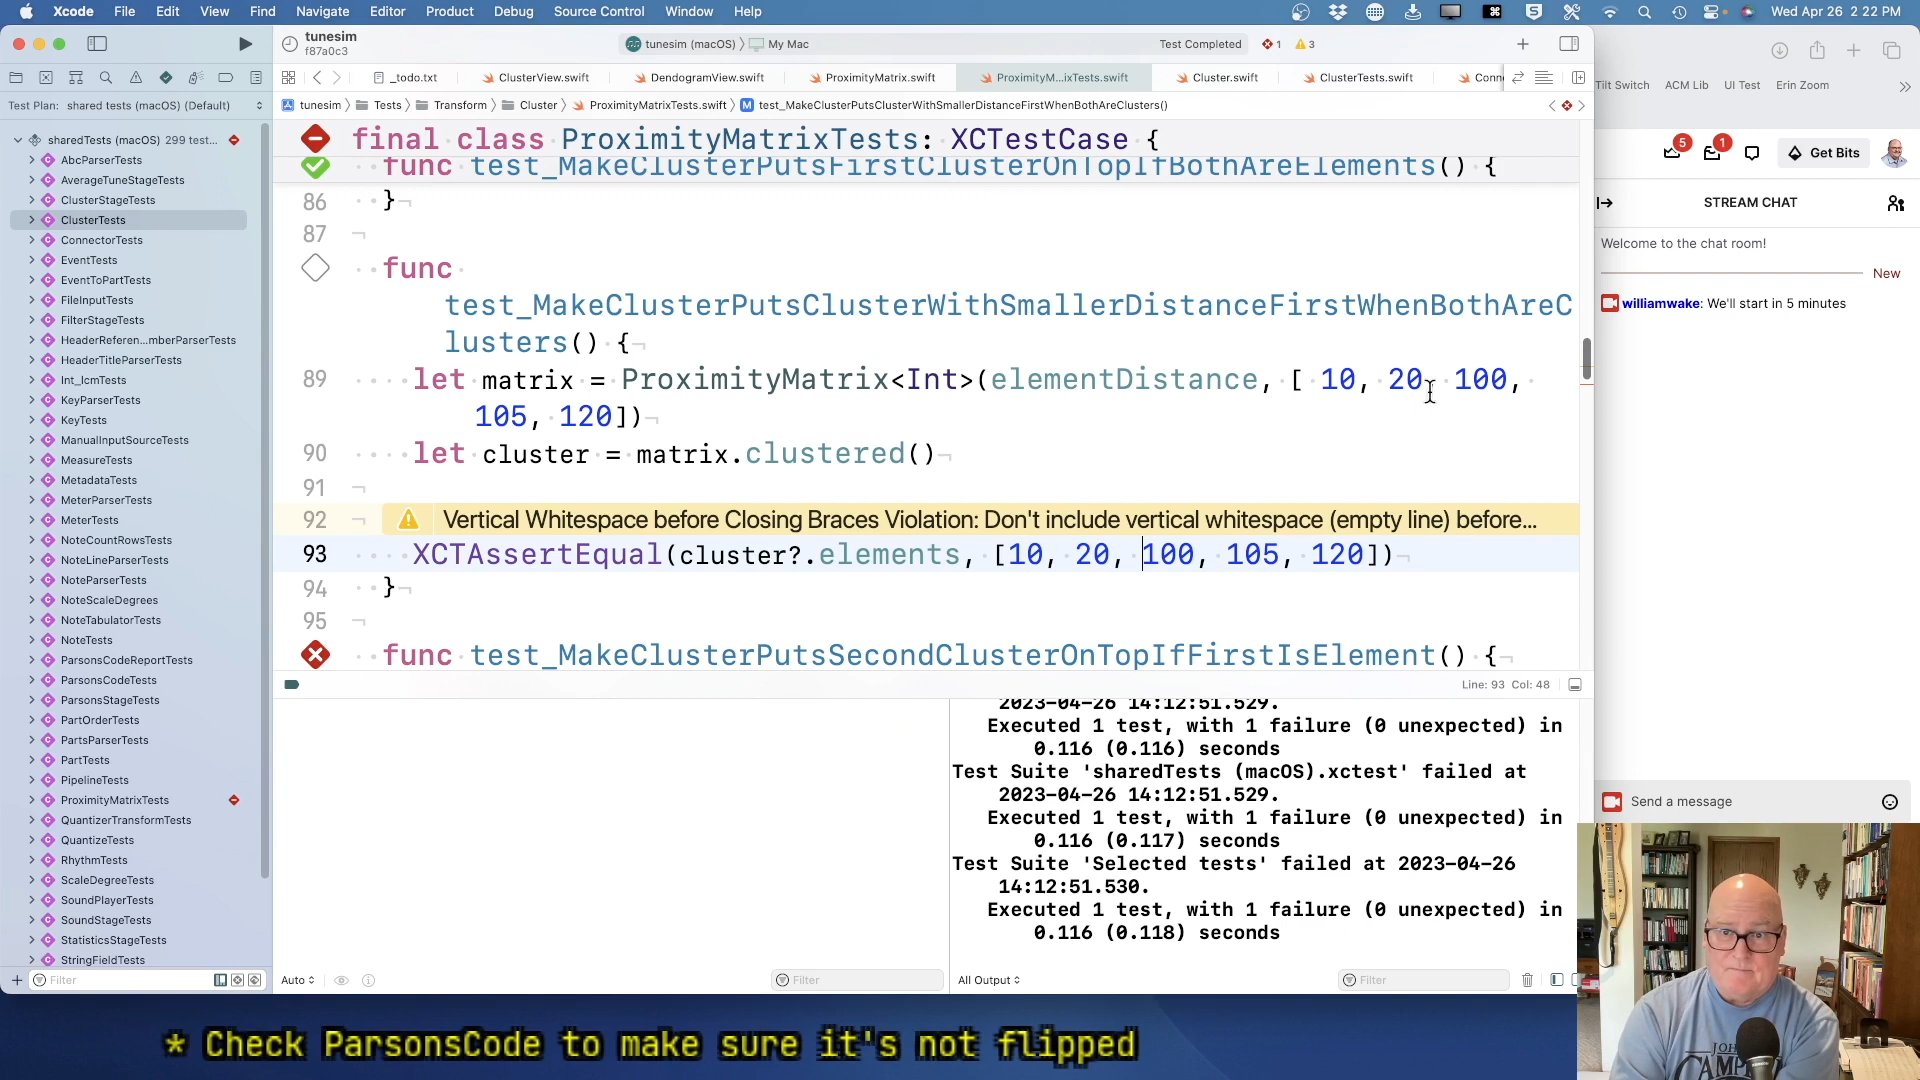 Xcode File Edit View Find Navigate Editor Product Debug Source Control Window Help
Wed Apr 26 2:22 PM
tunesim
f87a0c3
tunesim (macOS) 〉 My Mac
Test Completed 1 3
_todo.txt ClusterView.swift DendogramView.swift ProximityMatrix.swift ProximityM...ixTests.swift Cluster.swift ClusterTests.swift Conn
Test Plan: shared tests (macOS) (Default)
tunesim 〉 Tests 〉 Transform 〉 Cluster 〉 ProximityMatrixTests.swift 〉 M test_MakeClusterPutsClusterWithSmallerDistanceFirstWhenBothAreClusters()
sharedTests (macOS) 299 test...
AbcParserTests
AverageTuneStageTests
ClusterStageTests
ClusterTests
ConnectorTests
EventTests
EventToPartTests
FileInputTests
FilterStageTests
HeaderReferen...mberParserTests
HeaderTitleParserTests
Int_IcmTests
KeyParserTests
KeyTests
ManualInputSourceTests
MeasureTests
MetadataTests
MeterParserTests
MeterTests
NoteCountRowsTests
NoteLineParserTests
NoteParserTests
NoteScaleDegrees
NoteTabulatorTests
NoteTests
ParsonsCodeReportTests
ParsonsCodeTests
ParsonsStageTests
PartOrderTests
PartsParserTests
PartTests
PipelineTests
ProximityMatrixTests
QuantizerTransformTests
QuantizeTests
RhythmTests
ScaleDegreeTests
SoundPlayerTests
SoundStageTests
StatisticsStageTests
StringFieldTests
Filter
final class ProximityMatrixTests: XCTestCase {
func test_MakeClusterPutsFirstClusterOnTopIfBothAreElements() {
86 }
87
func
test_MakeClusterPutsClusterWithSmallerDistanceFirstWhenBothAreC
lusters() {
89 let matrix = ProximityMatrix<Int>(elementDistance, [ 10, 20, 100,
105, 120])
90 let cluster = matrix.clustered()
91
92 Vertical Whitespace before Closing Braces Violation: Don't include vertical whitespace (empty line) before...
93 XCTAssertEqual(cluster?.elements, [10, 20, 100, 105, 120])
94 }
95
func test_MakeClusterPutsSecondClusterOnTopIfFirstIsElement() {
Line: 93 Col: 48
2023-04-26 14:12:51.529.
Executed 1 test, with 1 failure (0 unexpected) in
0.116 (0.116) seconds
Test Suite 'sharedTests (macOS).xctest' failed at
2023-04-26 14:12:51.529.
Executed 1 test, with 1 failure (0 unexpected) in
0.116 (0.117) seconds
Test Suite 'Selected tests' failed at 2023-04-26
14:12:51.530.
Executed 1 test, with 1 failure (0 unexpected) in
0.116 (0.118) seconds
Auto Filter All Output Filter
Tilt Switch ACM Lib UI Test Erin Zoom
5 1 Get Bits
STREAM CHAT
Welcome to the chat room!
New
williamwake: We'll start in 5 minutes
Send a message
* Check ParsonsCode to make sure it's not flipped